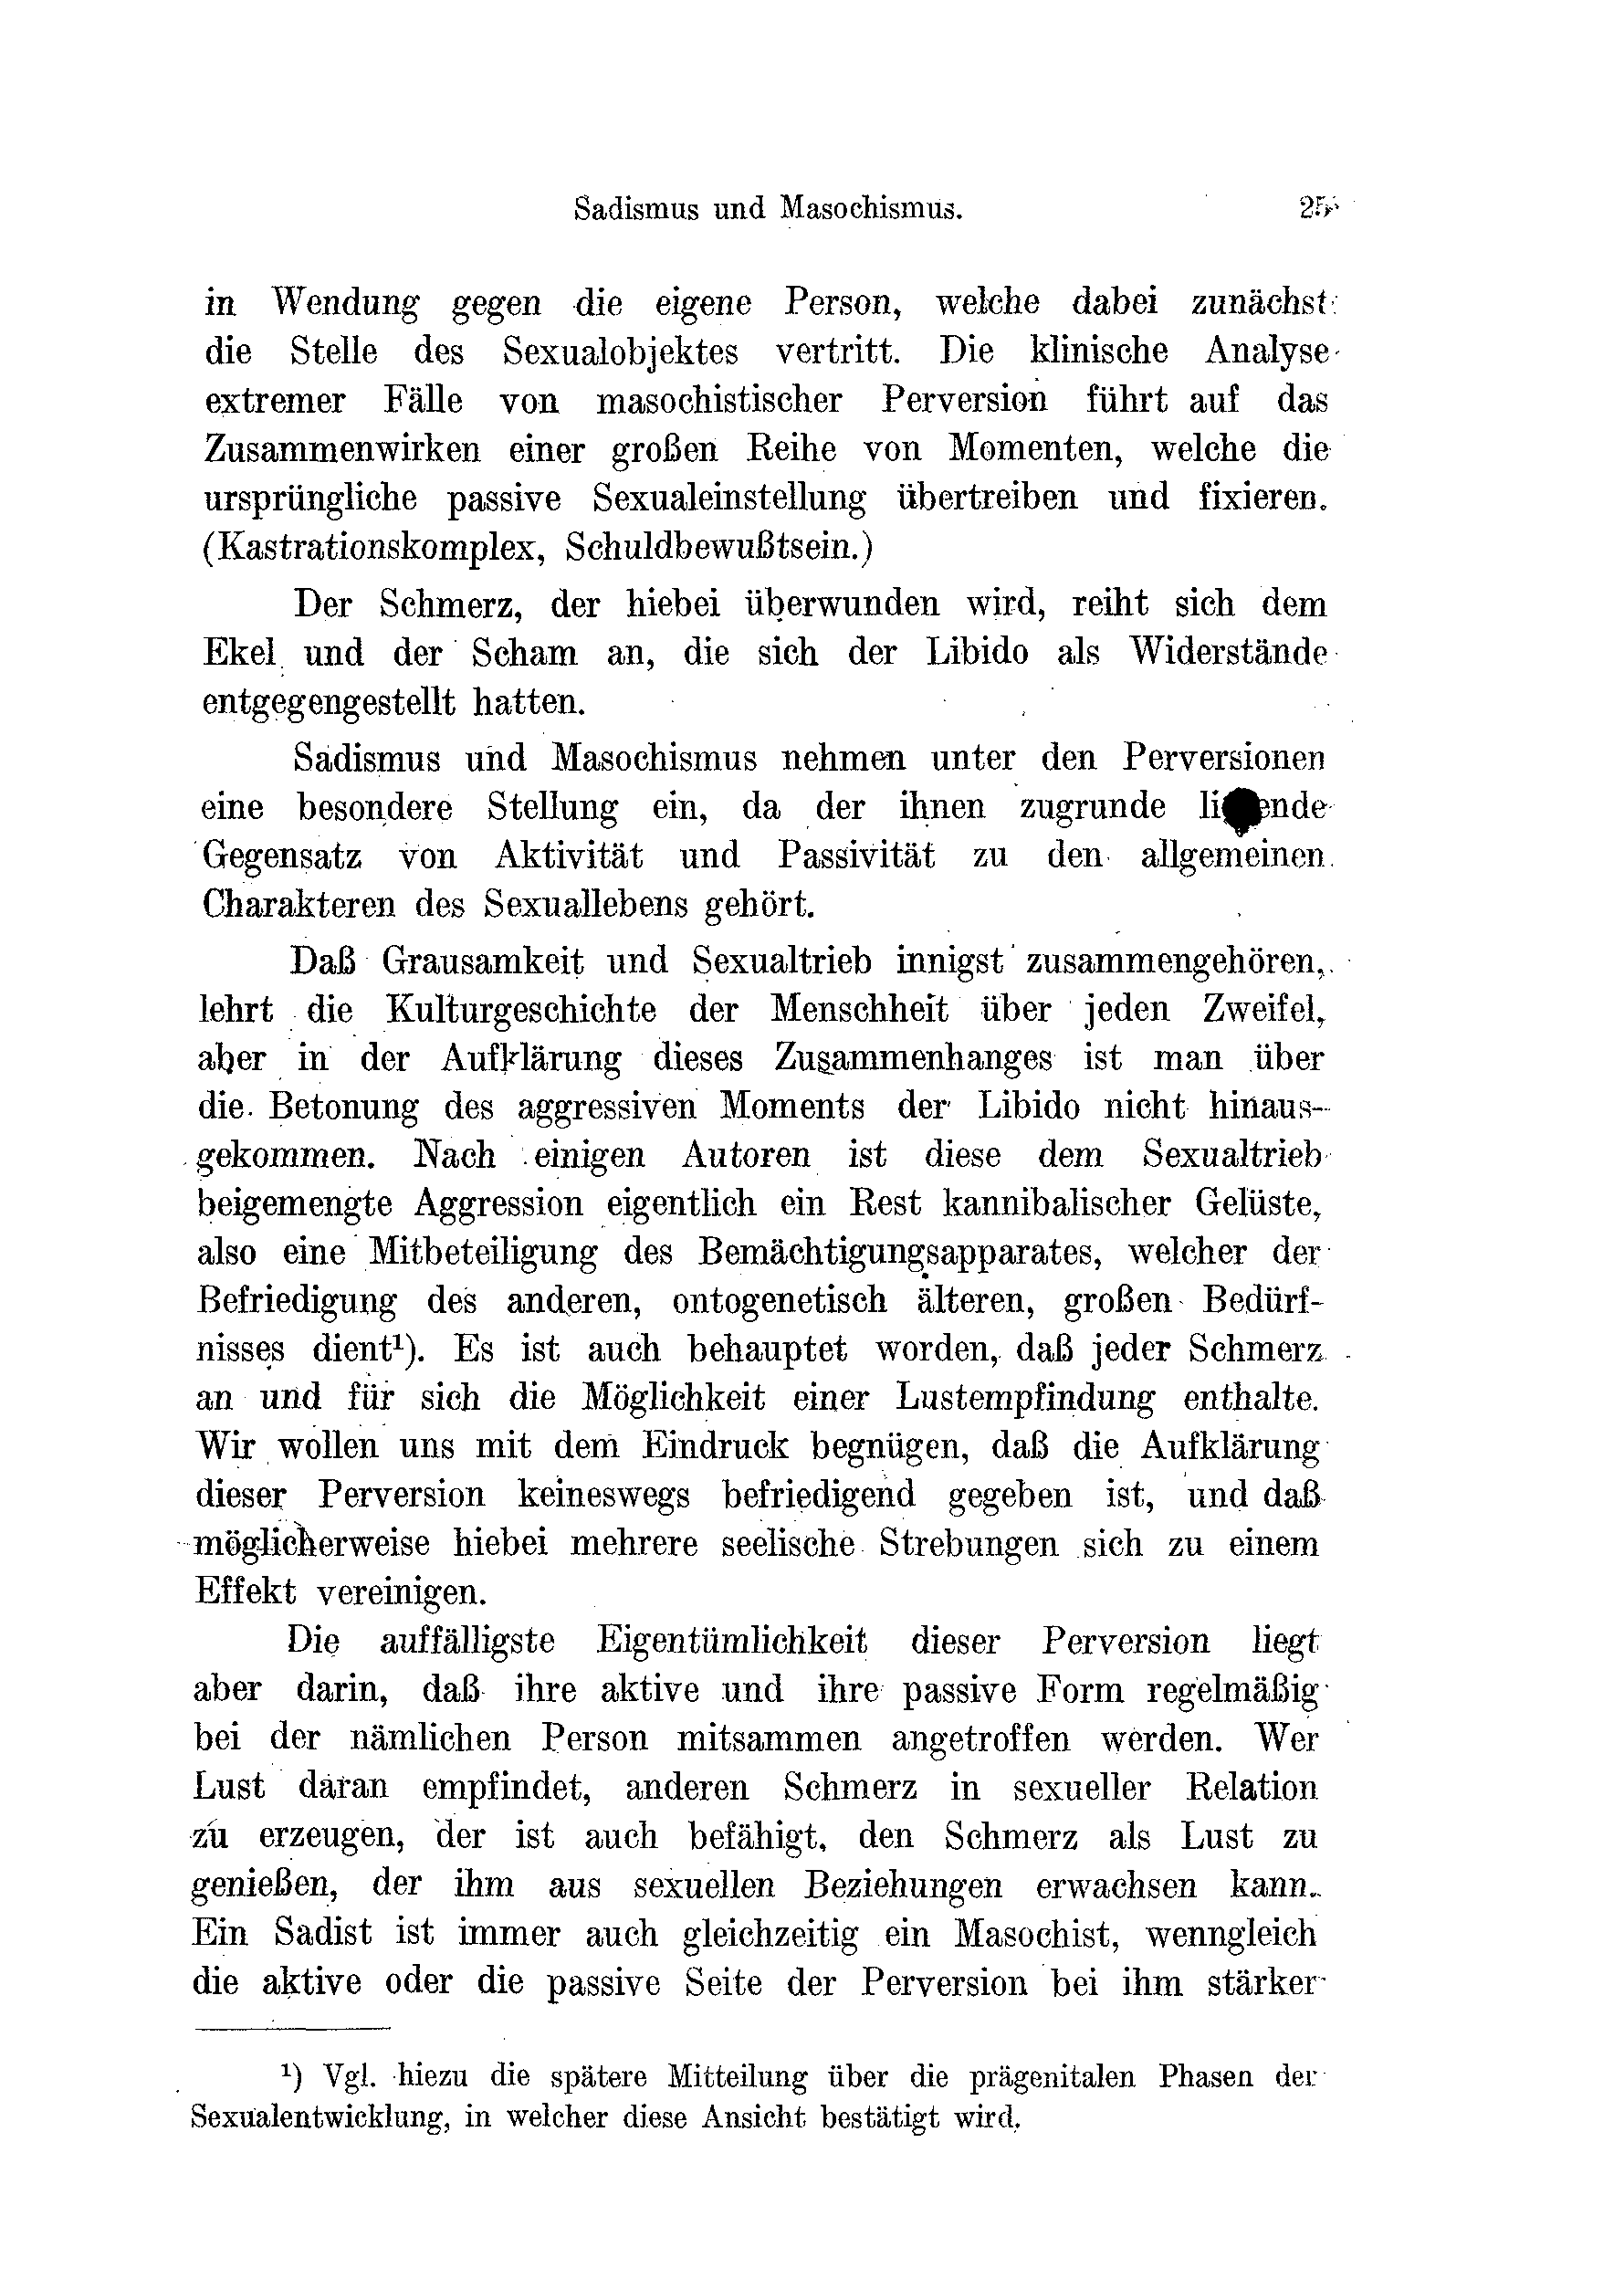 Sadismus und Masochismus. 25
in Wendung gegen die eigene Person, welche dabei zunächst
die Stelle des Sexualobjektes vertritt. Die klinische Analyse
extremer Fälle von masochistischer Perversion führt auf das
Zusammenwirken einer großen Reihe von Momenten, welche die
ursprüngliche passive Sexualeinstellung übertreiben und fixieren.
(Kastrationskomplex, Schuldbewußtsein.)
Der Schmerz, der hiebei überwunden wird, reiht sich dem
Ekel und der Scham an, die sich der Libido als Widerstände
entgegengestellt hatten.
Sadismus und Masochismus nehmen unter den Perversionen
eine besondere Stellung ein, da der ihnen zugrunde liegende
Gegensatz von Aktivität und Passivität zu den allgemeinen
Charakteren des Sexuallebens gehört.
Daß Grausamkeit und Sexualtrieb innigst zusammengehören,
lehrt die Kulturgeschichte der Menschheit über jeden Zweifel,
aber in der Aufklärung dieses Zusammenhanges ist man über
die Betonung des aggressiven Moments der Libido nicht hinaus-
gekommen. Nach einigen Autoren ist diese dem Sexualtrieb
beigemengte Aggression eigentlich ein Rest kannibalischer Gelüste,
also eine Mitbeteiligung des Bemächtigungsapparates, welcher der
Befriedigung des anderen, ontogenetisch älteren, großen Bedürf-
nisses dient¹). Es ist auch behauptet worden, daß jeder Schmerz
an und für sich die Möglichkeit einer Lustempfindung enthalte.
Wir wollen uns mit dem Eindruck begnügen, daß die Aufklärung
dieser Perversion keineswegs befriedigend gegeben ist, und daß
möglicherweise hiebei mehrere seelische Strebungen sich zu einem
Effekt vereinigen.
Die auffälligste Eigentümlichkeit dieser Perversion liegt
aber darin, daß ihre aktive und ihre passive Form regelmäßig
bei der nämlichen Person mitsammen angetroffen werden. Wer
Lust daran empfindet, anderen Schmerz in sexueller Relation
zu erzeugen, der ist auch befähigt, den Schmerz als Lust zu
genießen, der ihm aus sexuellen Beziehungen erwachsen kann.
Ein Sadist ist immer auch gleichzeitig ein Masochist, wenngleich
die aktive oder die passive Seite der Perversion bei ihm stärker
¹) Vgl. hiezu die spätere Mitteilung über die prägenitalen Phasen der
Sexualentwicklung, in welcher diese Ansicht bestätigt wird.